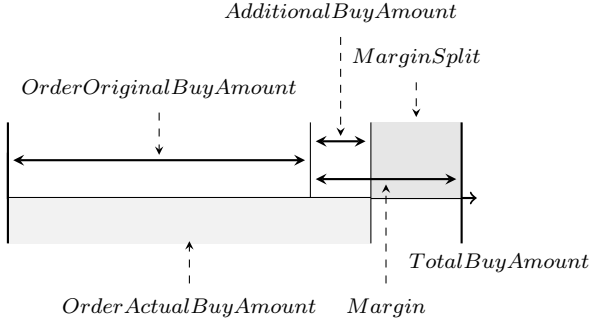 AdditionalBuyAmount
MarginSplit
OrderOriginalBuyAmount
TotalBuyAmount
OrderActualBuyAmount
Margin